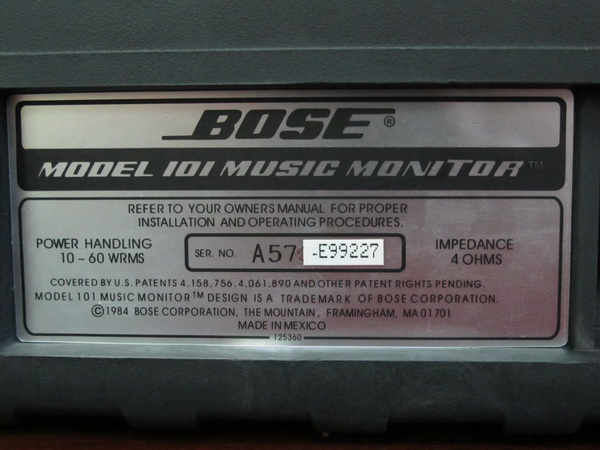 BOSE®
MODEL 101 MUSIC MONITOR™
REFER TO YOUR OWNERS MANUAL FOR PROPER
INSTALLATION AND OPERATING PROCEDURES.
POWER HANDLING
10 – 60 WRMS
SER. NO. A57 -E99227
IMPEDANCE
4 OHMS
COVERED BY U.S. PATENTS 4,158,756, 4,061,890 AND OTHER PATENT RIGHTS PENDING.
MODEL 101 MUSIC MONITOR™ DESIGN IS A TRADEMARK OF BOSE CORPORATION.
©1984 BOSE CORPORATION, THE MOUNTAIN, FRAMINGHAM, MA 01701
MADE IN MEXICO
125360